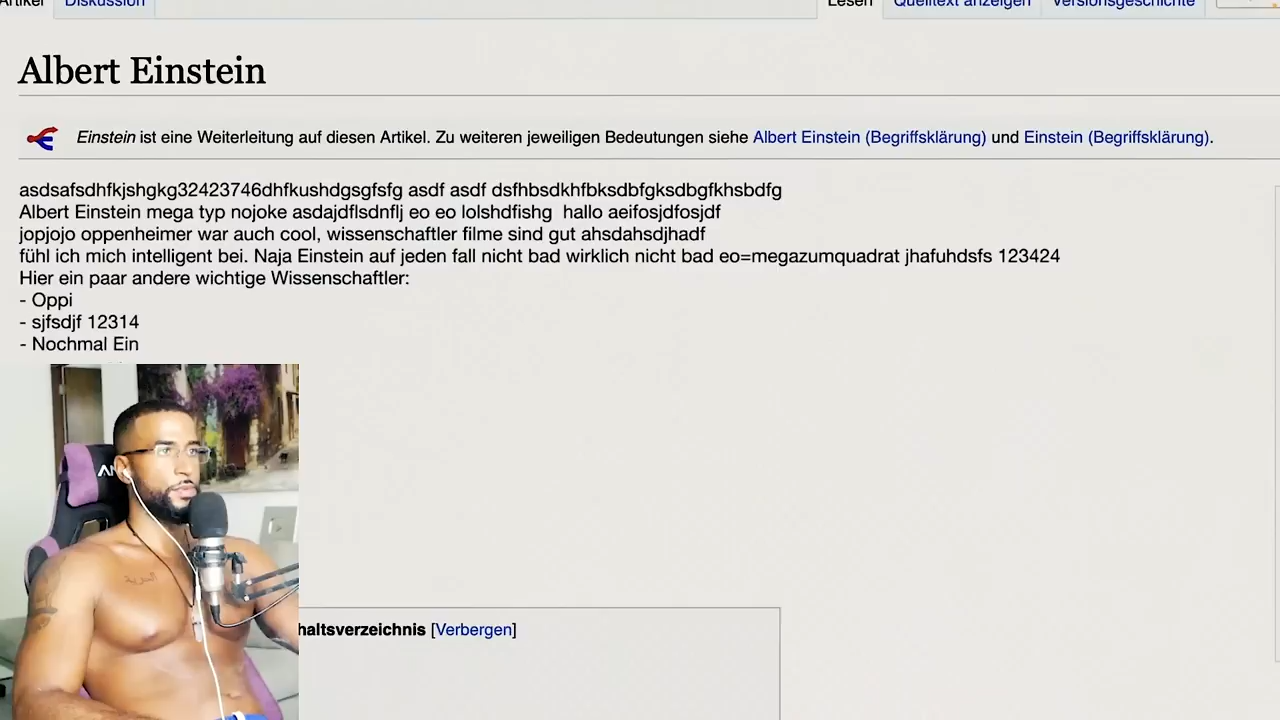 Artikel Diskussion Lesen Quelltext anzeigen Versionsgeschichte
Albert Einstein
Einstein ist eine Weiterleitung auf diesen Artikel. Zu weiteren jeweiligen Bedeutungen siehe Albert Einstein (Begriffsklärung) und Einstein (Begriffsklärung).
asdsafsdhfkjshgkg32423746dhfkushdgsgfsfg asdf asdf dsfhbsdkhfbksdbfgksdbgfkhsbdfg
Albert Einstein mega typ nojoke asdajdflsdnflj eo eo lolshdfishg hallo aeifosjdfosjdf
jopjojo oppenheimer war auch cool, wissenschaftler filme sind gut ahsdahsdjhadf
fühl ich mich intelligent bei. Naja Einstein auf jeden fall nicht bad wirklich nicht bad eo=megazumquadrat jhafuhdsfs 123424
Hier ein paar andere wichtige Wissenschaftler:
- Oppi
- sjfsdjf 12314
- Nochmal Ein
haltsverzeichnis [Verbergen]